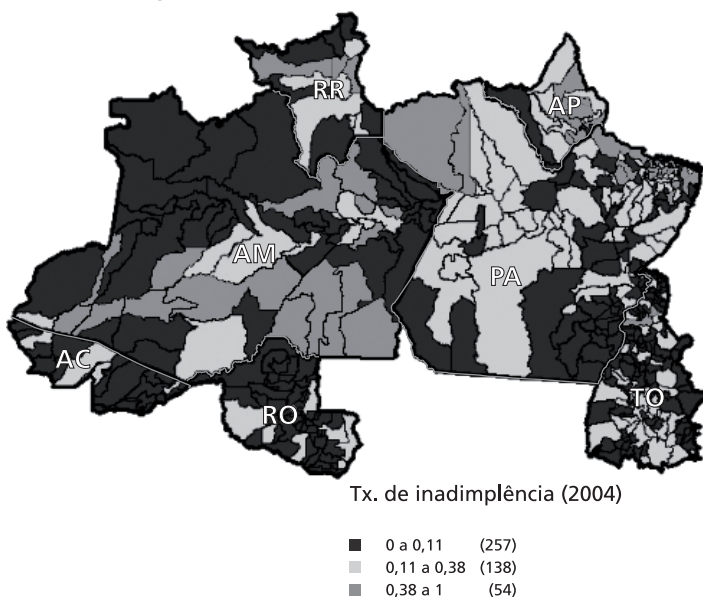 RR
AP
AM
PA
AC
RO
TO
Tx. de inadimplência (2004)
0 a 0,11 (257)
0,11 a 0,38 (138)
0,38 a 1 (54)